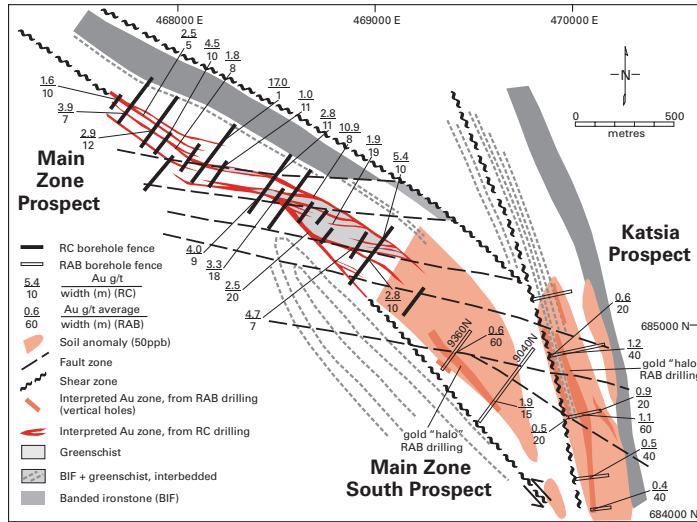 468000 E
469000 E
470000 E
2.5
5
4.5
10
1.8
8
17.0
1
1.0
11
2.8
11
10.9
8
1.9
19
5.4
10
1.6
10
3.9
7
2.9
12
N
0
500
metres
Main
Zone
Prospect
Katsia
Prospect
RC borehole fence
RAB borehole fence
5.4 Au g/t
10 width (m) (RC)
0.6 Au g/t average
60 width (m) (RAB)
Soil anomaly (50ppb)
Fault zone
Shear zone
Interpreted Au zone, from RAB drilling
(vertical holes)
Interpreted Au zone, from RC drilling
Greenschist
BIF + greenschist, interbedded
Banded ironstone (BIF)
4.0
9
3.3
18
2.5
20
4.7
7
2.8
10
9360N
0.6
60
9040N
1.9
15
gold "halo"
RAB drilling
Main Zone
South Prospect
0.6
20
685000 N
1.2
40
gold "halo"
RAB drilling
0.9
20
1.1
60
0.5
20
0.5
40
0.4
40
684000 N